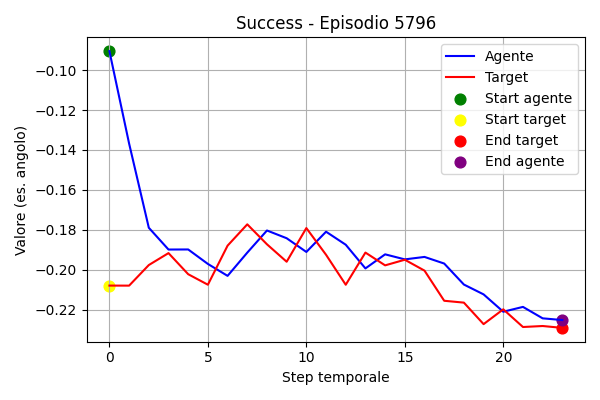 Success - Episodio 5796
Valore (es. angolo)
−0.10
−0.12
−0.14
−0.16
−0.18
−0.20
−0.22
Agente
Target
Start agente
Start target
End target
End agente
0
5
10
15
20
Step temporale